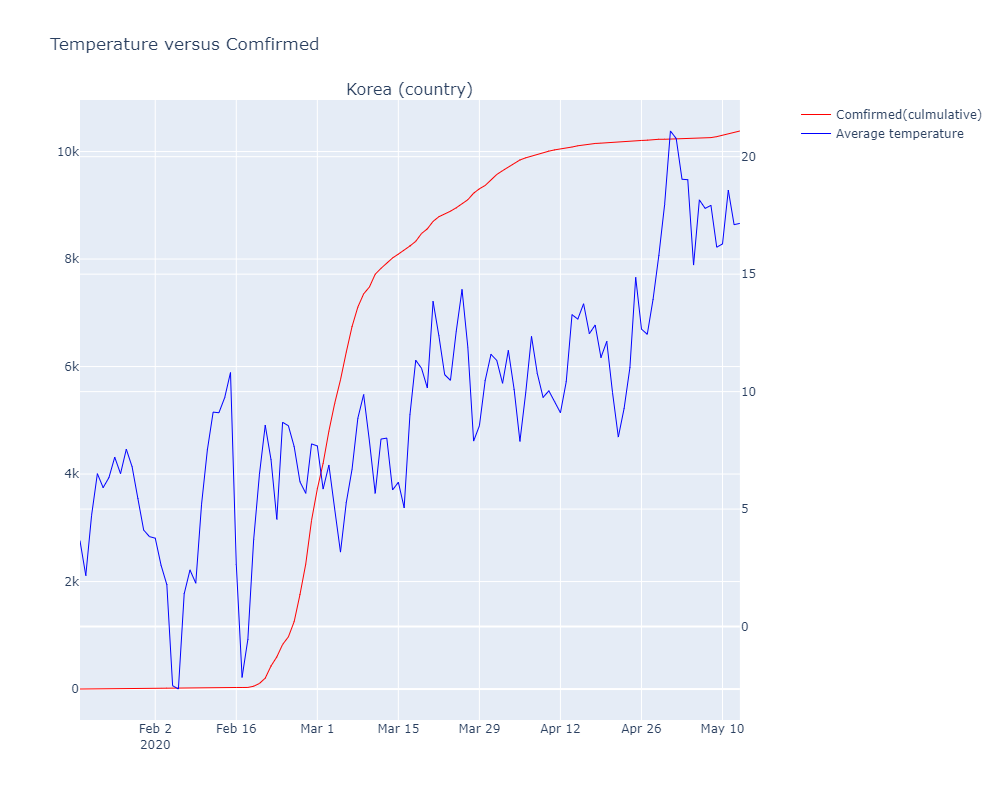 Temperature versus Comfirmed
Korea (country)
Comfirmed(culmulative)
Average temperature
10k
8k
6k
4k
2k
0
20
15
10
5
0
Feb 2
2020
Feb 16
Mar 1
Mar 15
Mar 29
Apr 12
Apr 26
May 10